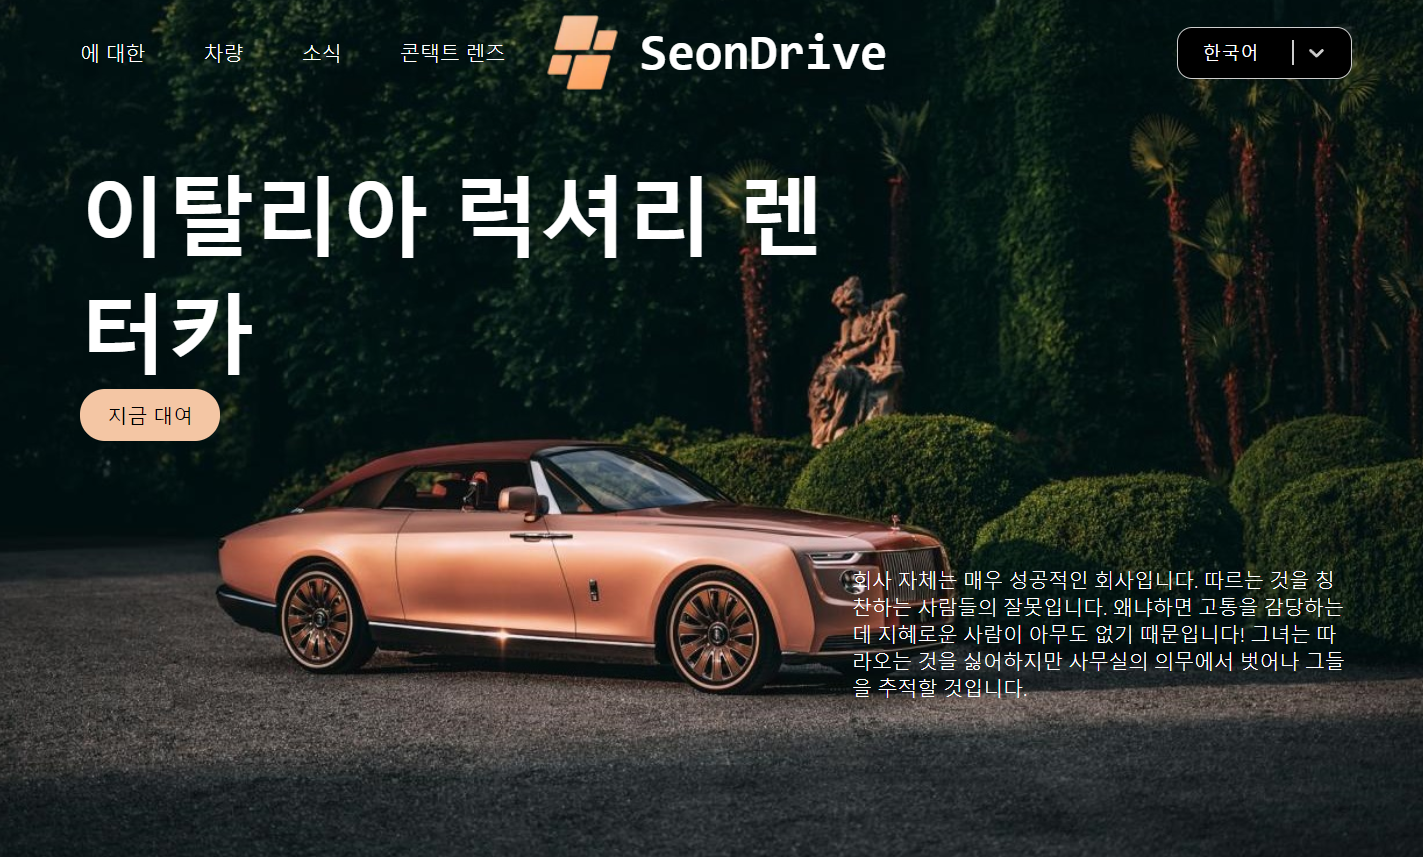 에 대한
차량
소식
콘택트 렌즈
SeonDrive
한국어
이탈리아 럭셔리 렌
터카
지금 대여
회사 자체는 매우 성공적인 회사입니다. 따르는 것을 칭
찬하는 사람들의 잘못입니다. 왜냐하면 고통을 감당하는
데 지혜로운 사람이 아무도 없기 때문입니다! 그녀는 따
라오는 것을 싫어하지만 사무실의 의무에서 벗어나 그들
을 추적할 것입니다.